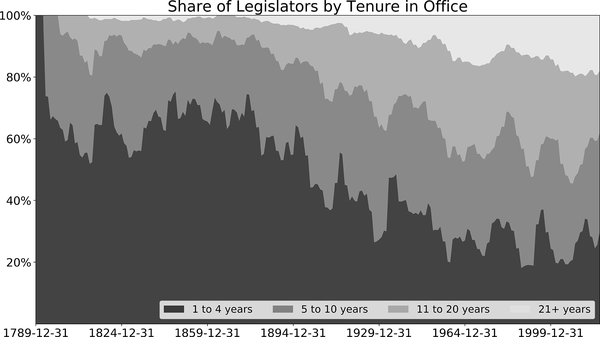 Share of Legislators by Tenure in Office
100%
80%
60%
40%
20%
1 to 4 years 5 to 10 years 11 to 20 years 21+ years
1789-12-31 1824-12-31 1859-12-31 1894-12-31 1929-12-31 1964-12-31 1999-12-31